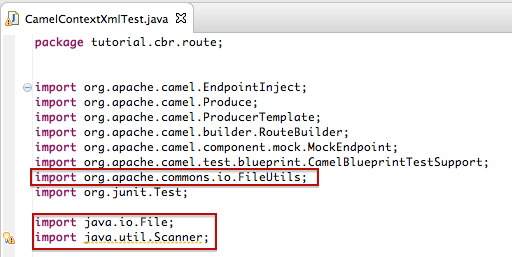 CamelContextXmlTest.java
package tutorial.cbr.route;
import org.apache.camel.EndpointInject;
import org.apache.camel.Produce;
import org.apache.camel.ProducerTemplate;
import org.apache.camel.builder.RouteBuilder;
import org.apache.camel.component.mock.MockEndpoint;
import org.apache.camel.test.blueprint.CamelBlueprintTestSupport;
import org.apache.commons.io.FileUtils;
import org.junit.Test;
import java.io.File;
import java.util.Scanner;